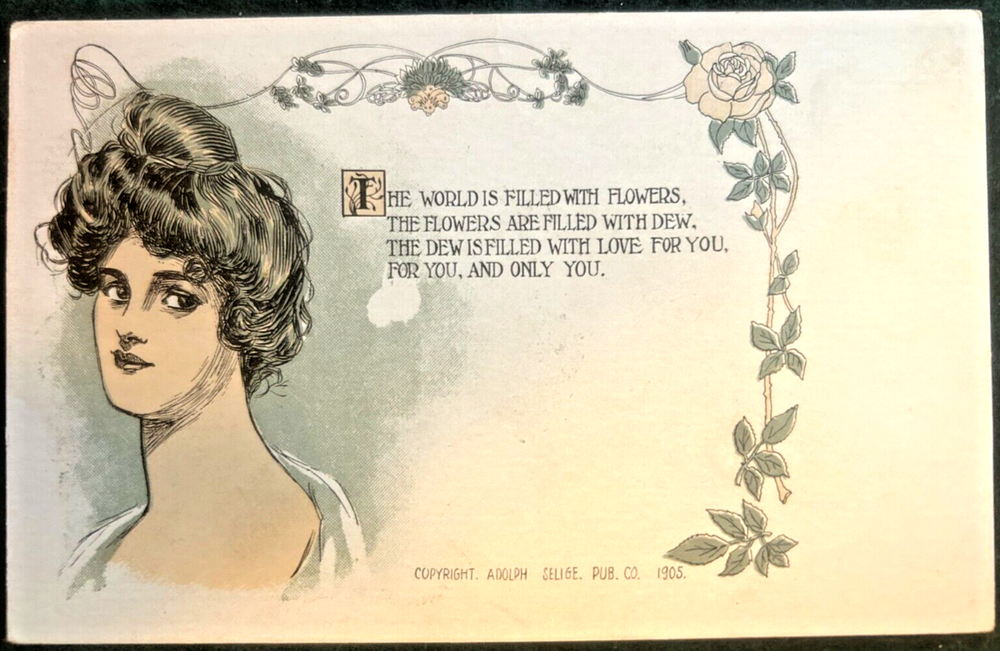 THE WORLD IS FILLED WITH FLOWERS,
THE FLOWERS ARE FILLED WITH DEW,
THE DEW IS FILLED WITH LOVE FOR YOU,
FOR YOU, AND ONLY YOU.
COPYRIGHT. ADOLPH SELIGE. PUB. CO. 1905.